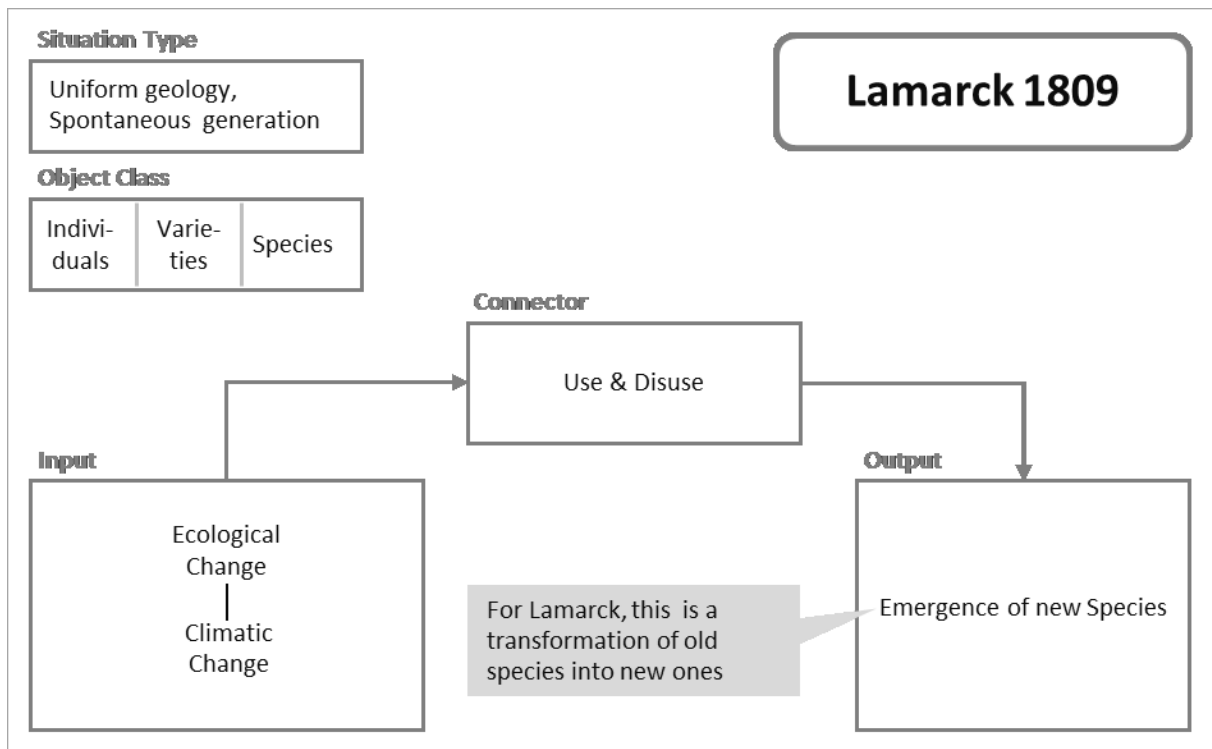 Situation Type
Uniform geology,
Spontaneous generation
Lamarck 1809
Object Class
Indivi-
duals
Varie-
ties
Species
Connector
Use & Disuse
Input
Ecological
Change
Climatic
Change
For Lamarck, this is a
transformation of old
species into new ones
Output
Emergence of new Species